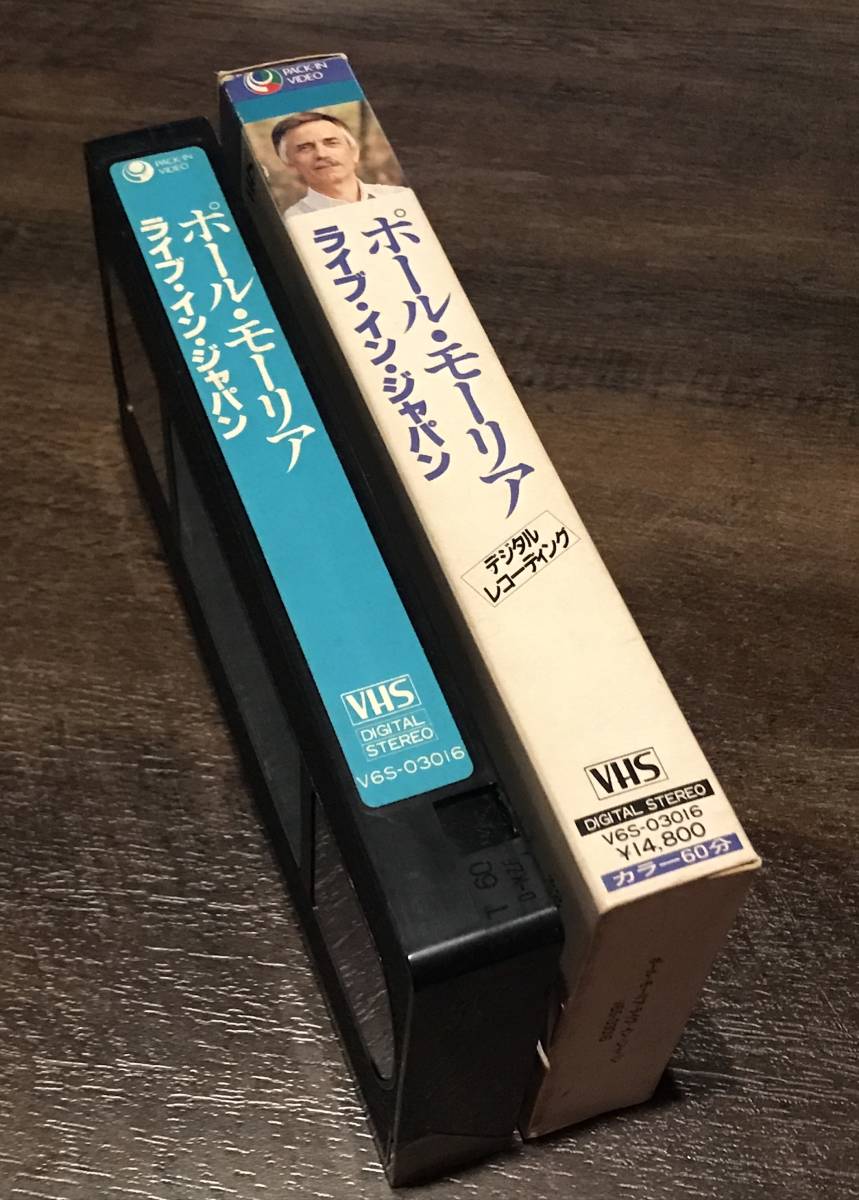 PACK-IN
VIDEO
ポール・モーリア
ライブ・イン・ジャパン
VHS
DIGITAL
STEREO
V6S-03016
T
60
PACK-IN
VIDEO
ポール・モーリア
ライブ・イン・ジャパン
デジタル
レコーディング
VHS
DIGITAL STEREO
V6S-03016
¥14,800
カラー60分